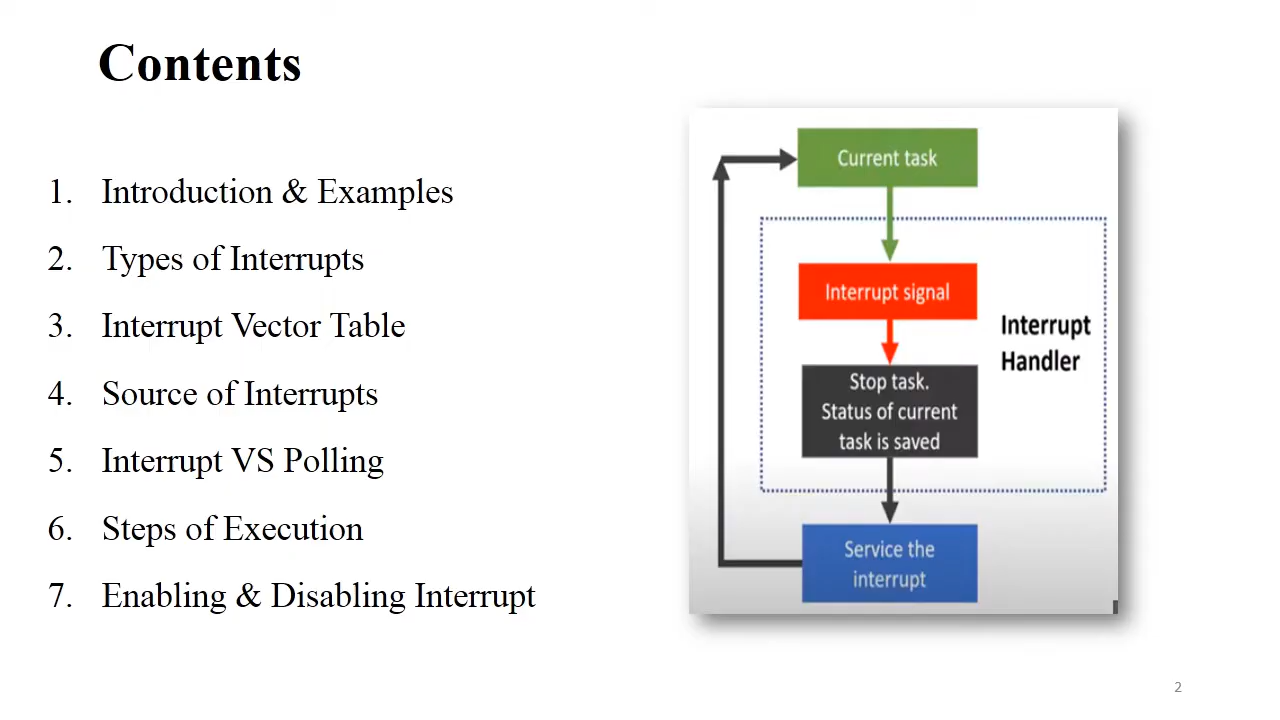 Contents
1. Introduction & Examples
2. Types of Interrupts
3. Interrupt Vector Table
4. Source of Interrupts
5. Interrupt VS Polling
6. Steps of Execution
7. Enabling & Disabling Interrupt
Current task
Interrupt signal
Interrupt
Handler
Stop task.
Status of current
task is saved
Service the
interrupt
2